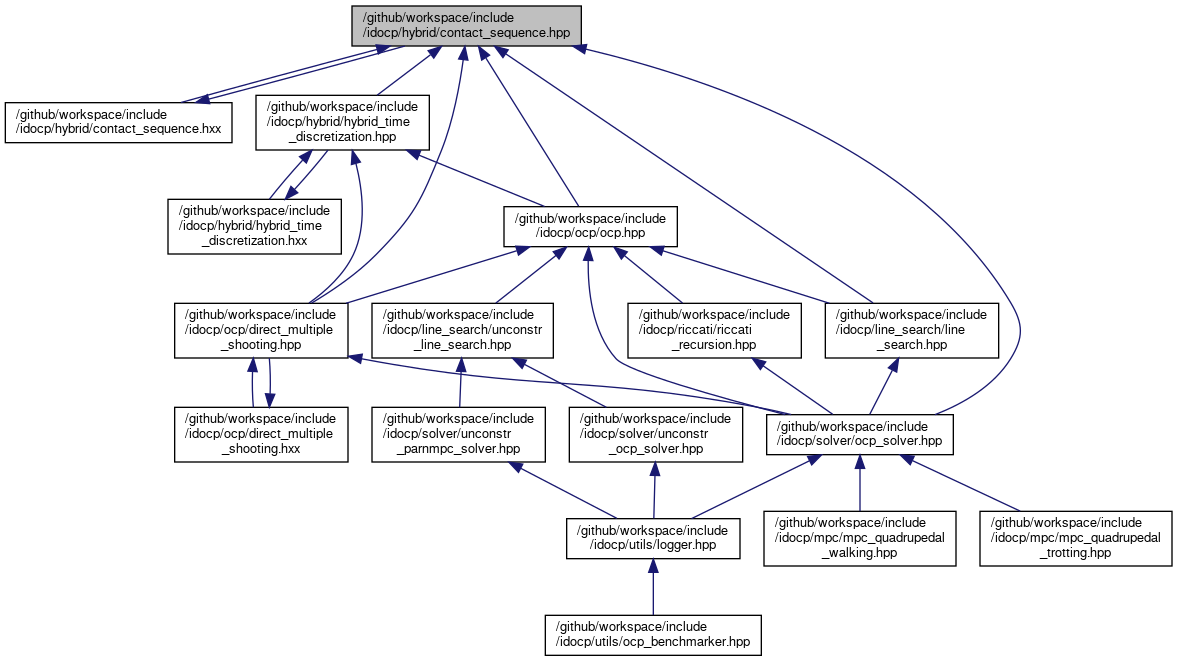 /github/workspace/include
/idocp/hybrid/contact_sequence.hpp
/github/workspace/include
/idocp/hybrid/contact_sequence.hxx
/github/workspace/include
/idocp/hybrid/hybrid_time
_discretization.hpp
/github/workspace/include
/idocp/hybrid/hybrid_time
_discretization.hxx
/github/workspace/include
/idocp/ocp/ocp.hpp
/github/workspace/include
/idocp/ocp/direct_multiple
_shooting.hpp
/github/workspace/include
/idocp/line_search/unconstr
_line_search.hpp
/github/workspace/include
/idocp/riccati/riccati
_recursion.hpp
/github/workspace/include
/idocp/line_search/line
_search.hpp
/github/workspace/include
/idocp/ocp/direct_multiple
_shooting.hxx
/github/workspace/include
/idocp/solver/unconstr
_parnmpc_solver.hpp
/github/workspace/include
/idocp/solver/unconstr
_ocp_solver.hpp
/github/workspace/include
/idocp/solver/ocp_solver.hpp
/github/workspace/include
/idocp/utils/logger.hpp
/github/workspace/include
/idocp/mpc/mpc_quadrupedal
_walking.hpp
/github/workspace/include
/idocp/mpc/mpc_quadrupedal
_trotting.hpp
/github/workspace/include
/idocp/utils/ocp_benchmarker.hpp